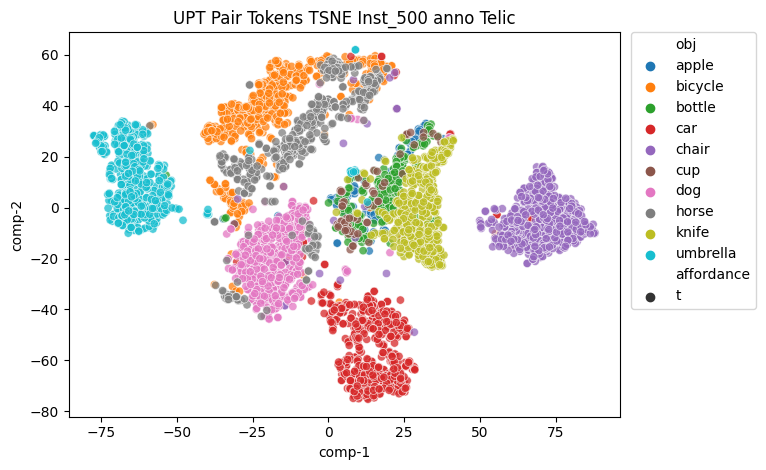 UPT Pair Tokens TSNE Inst_500 anno Telic
comp-2
60
40
20
0
−20
−40
−60
−80
−75
−50
−25
0
25
50
75
comp-1
obj
apple
bicycle
bottle
car
chair
cup
dog
horse
knife
umbrella
affordance
t